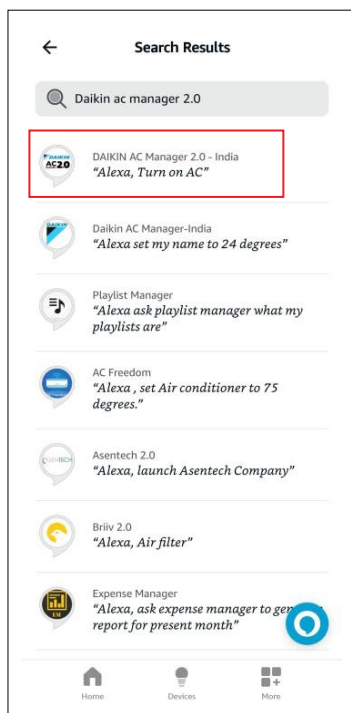 Search Results
Daikin ac manager 2.0
DAIKIN
AC2.0
DAIKIN AC Manager 2.0 - India
“Alexa, Turn on AC”
Daikin AC Manager-India
“Alexa set my name to 24 degrees”
Playlist Manager
“Alexa ask playlist manager what my
playlists are”
AC Freedom
“Alexa , set Air conditioner to 75
degrees.”
Asentech 2.0
“Alexa, launch Asentech Company”
Briiv 2.0
“Alexa, Air filter”
Expense Manager
“Alexa, ask expense manager to
report for present month”
EM
Home
Devices
More